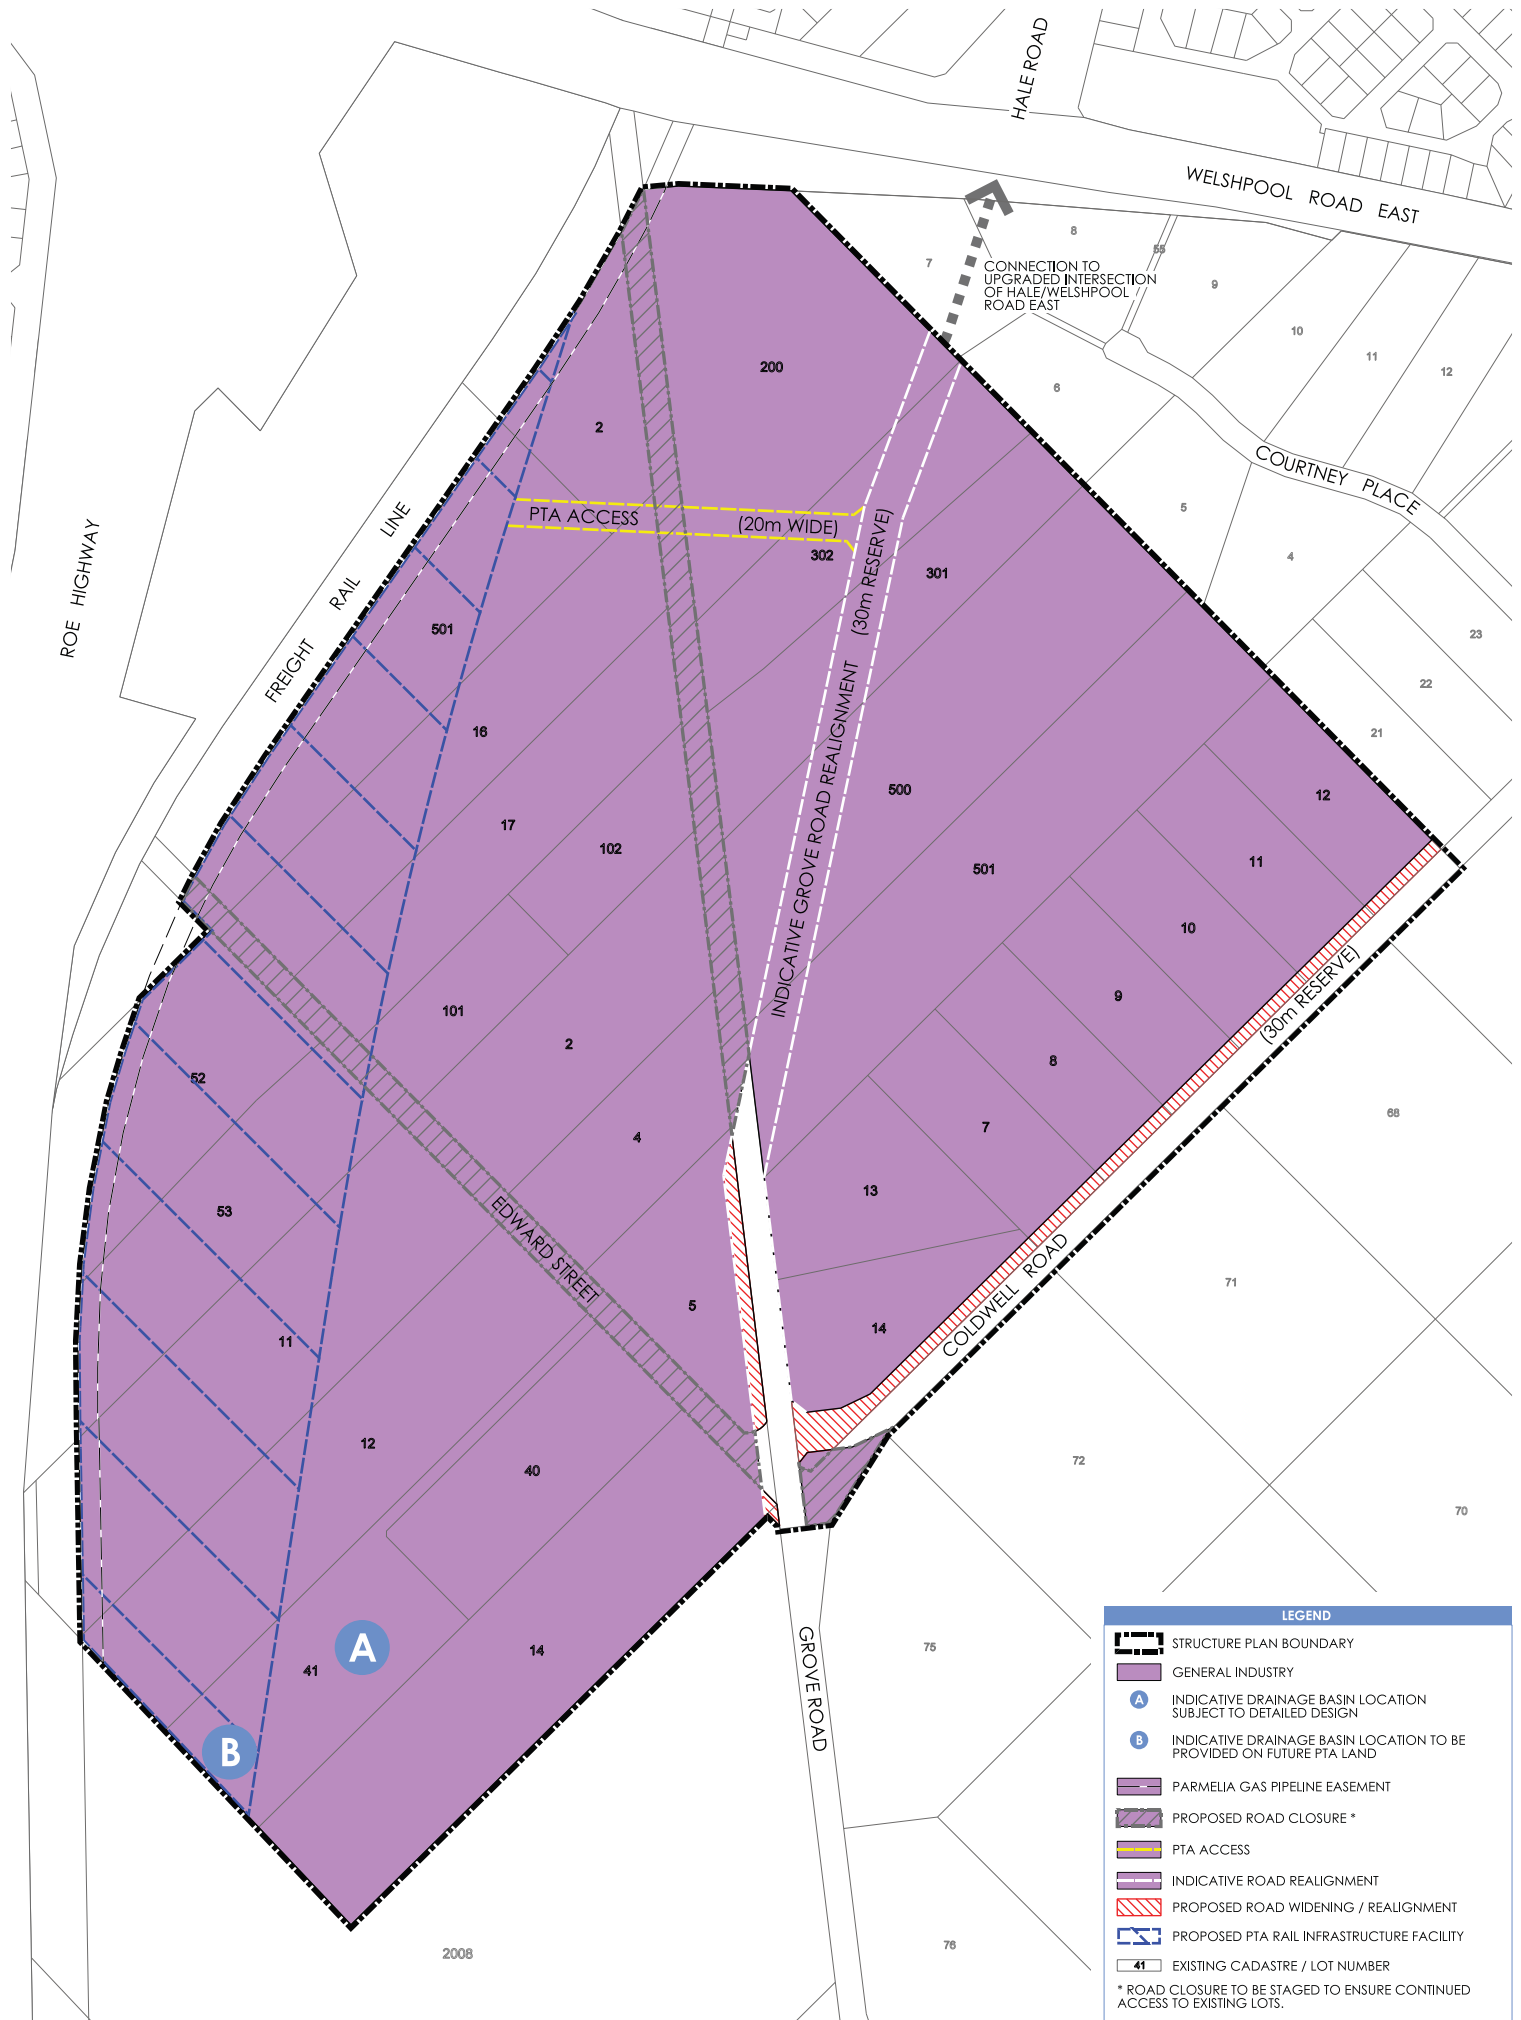 HALE ROAD
WELSHPOOL ROAD EAST
8
55
7
CONNECTION TO
UPGRADED INTERSECTION
OF HALE/WELSHPOOL
ROAD EAST
9
10
11
12
200
6
2
COURTNEY PLACE
5
PTA ACCESS (20m WIDE)
302
4
301
ROE HIGHWAY
FREIGHT RAIL LINE
501
23
22
21
16
INDICATIVE GROVE ROAD REALIGNMENT (30m RESERVE)
500
12
17
102
501
11
10
9
(30m RESERVE)
101
2
8
52
68
7
4
13
53
EDWARD STREET
COLDWELL ROAD
71
5
14
11
12
40
72
70
A
14
41
75
GROVE ROAD
B
2008
76
LEGEND
STRUCTURE PLAN BOUNDARY
GENERAL INDUSTRY
A INDICATIVE DRAINAGE BASIN LOCATION
SUBJECT TO DETAILED DESIGN
B INDICATIVE DRAINAGE BASIN LOCATION TO BE
PROVIDED ON FUTURE PTA LAND
PARMELIA GAS PIPELINE EASEMENT
PROPOSED ROAD CLOSURE *
PTA ACCESS
INDICATIVE ROAD REALIGNMENT
PROPOSED ROAD WIDENING / REALIGNMENT
PROPOSED PTA RAIL INFRASTRUCTURE FACILITY
41 EXISTING CADASTRE / LOT NUMBER
* ROAD CLOSURE TO BE STAGED TO ENSURE CONTINUED
ACCESS TO EXISTING LOTS.